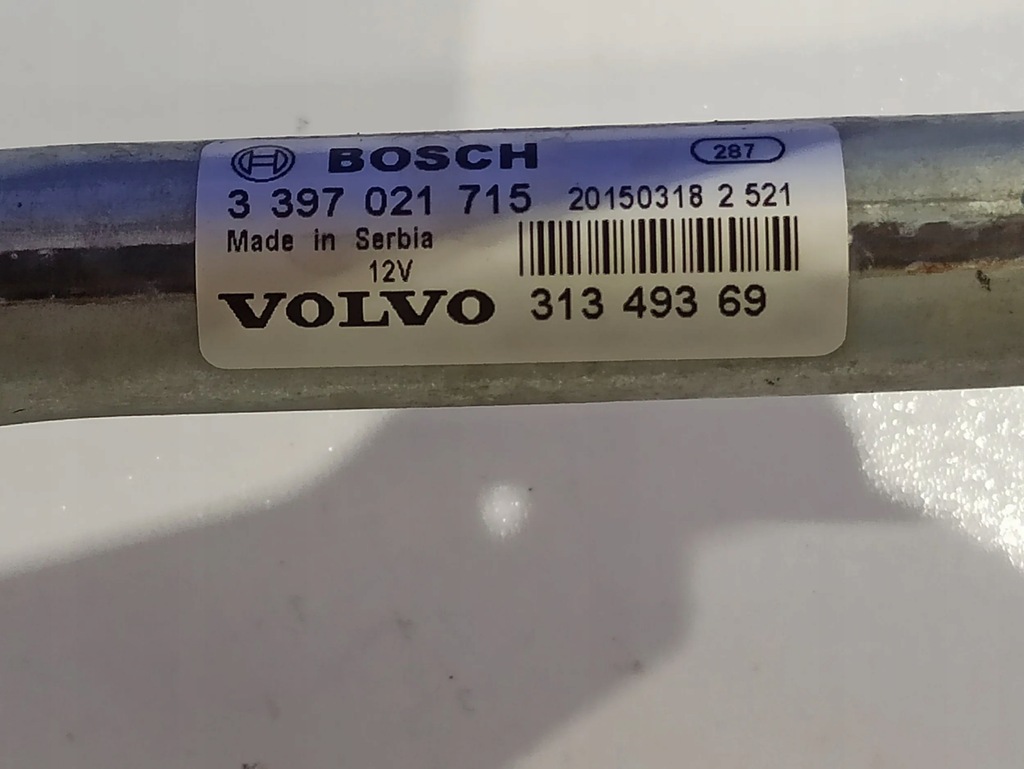 BOSCH 287
3 397 021 715 20150318 2 521
Made in Serbia
12V
VOLVO 313 493 69